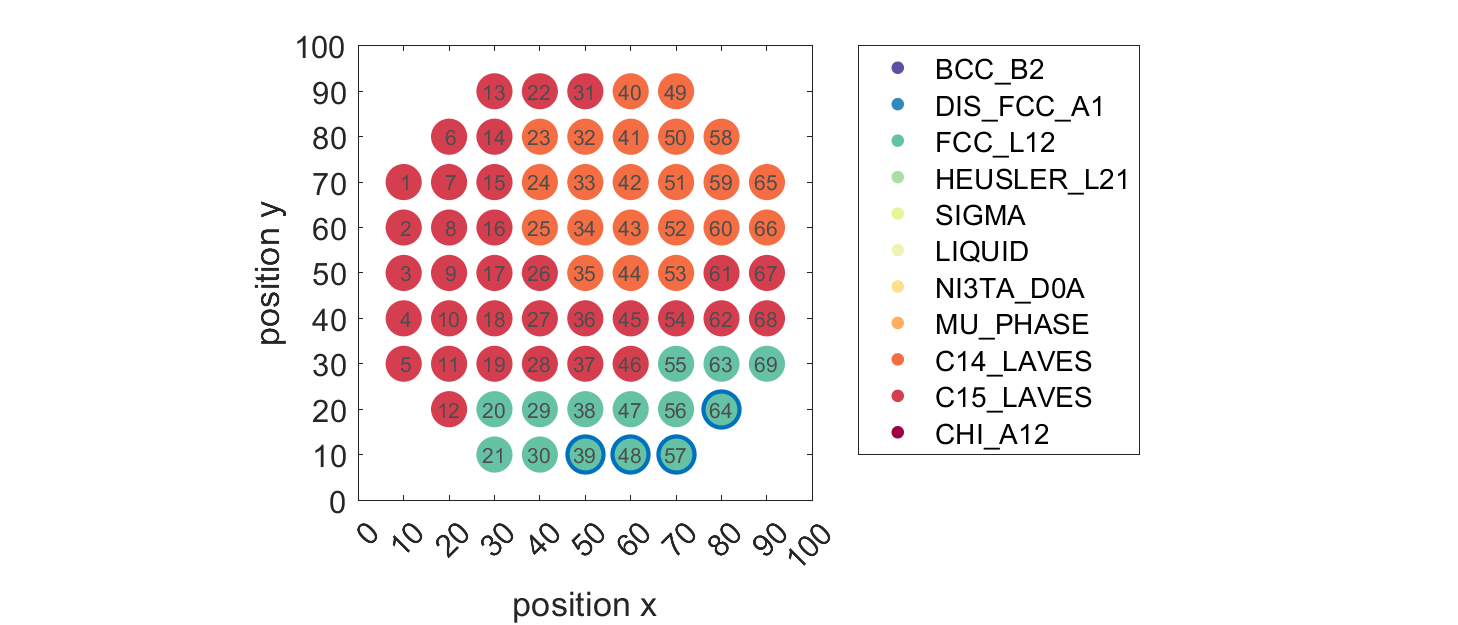 100
90
80
70
60
50
40
30
20
10
0
position y
13 22 31 40 49
6 14 23 32 41 50 58
1 7 15 24 33 42 51 59 65
2 8 16 25 34 43 52 60 66
3 9 17 26 35 44 53 61 67
4 10 18 27 36 45 54 62 68
5 11 19 28 37 46 55 63 69
12 20 29 38 47 56 64
21 30 39 48 57
0 10 20 30 40 50 60 70 80 90 100
position x
BCC_B2
DIS_FCC_A1
FCC_L12
HEUSLER_L21
SIGMA
LIQUID
NI3TA_D0A
MU_PHASE
C14_LAVES
C15_LAVES
CHI_A12